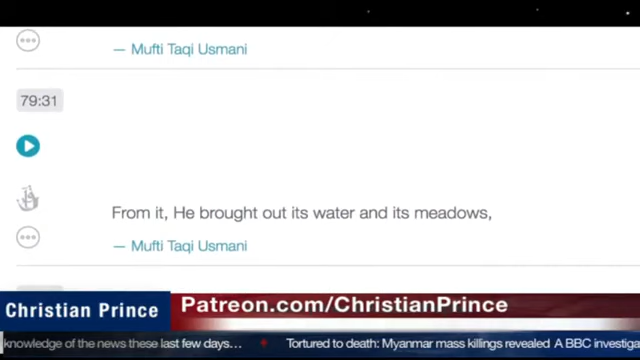 — Mufti Taqi Usmani
79:31
From it, He brought out its water and its meadows,
— Mufti Taqi Usmani
Christian Prince
Patreon.com/ChristianPrince
knowledge of the news these last few days...
Tortured to death: Myanmar mass killings revealed A BBC investiga